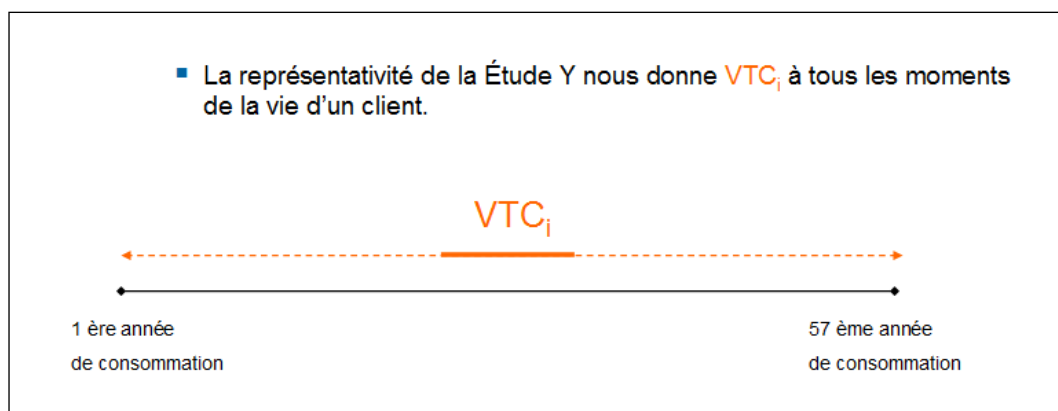 La représentativité de la Étude Y nous donne VTCi à tous les moments
de la vie d'un client.
VTCi
1 ère année
de consommation
57 ème année
de consommation